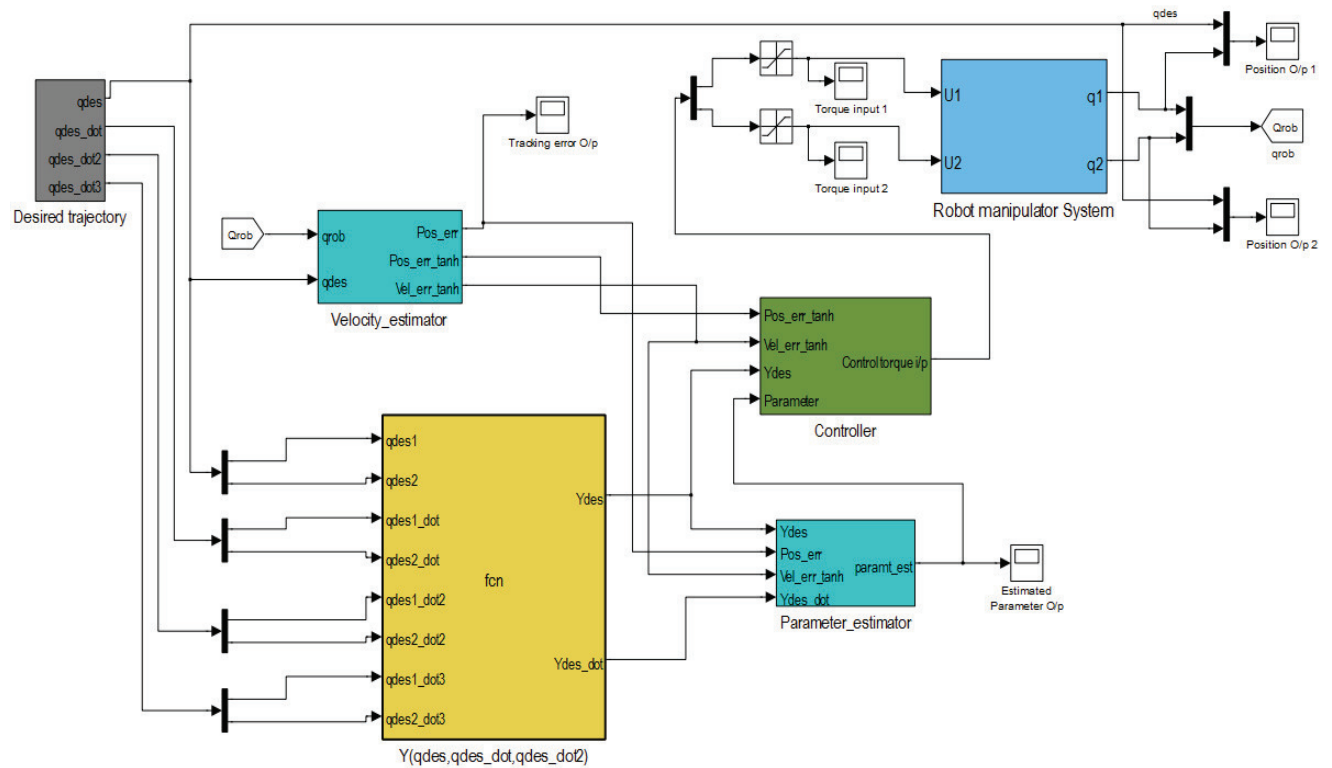 qdes
Position O/p 1
Torque input 1
U1
q1
qdes
qdes_dot
qdes_dot2
qdes_dot3
Desired trajectory
Tracking error O/p
Qrob
qrob
U2
q2
Torque input 2
Robot manipulator System
Position O/p 2
Qrob
qrob
qdes
Pos_err
Pos_err_tanh
Vel_err_tanh
Velocity_estimator
Pos_err_tanh
Vel_err_tanh
Ydes
Parameter
Control torque i/p
Controller
qdes1
qdes2
qdes1_dot
qdes2_dot
qdes1_dot2
qdes2_dot2
qdes1_dot3
qdes2_dot3
fcn
Ydes
Ydes_dot
Y(qdes,qdes_dot,qdes_dot2)
Ydes
Pos_err
Vel_err_tanh
Ydes_dot
paramt_est
Parameter_estimator
Estimated
Parameter O/p